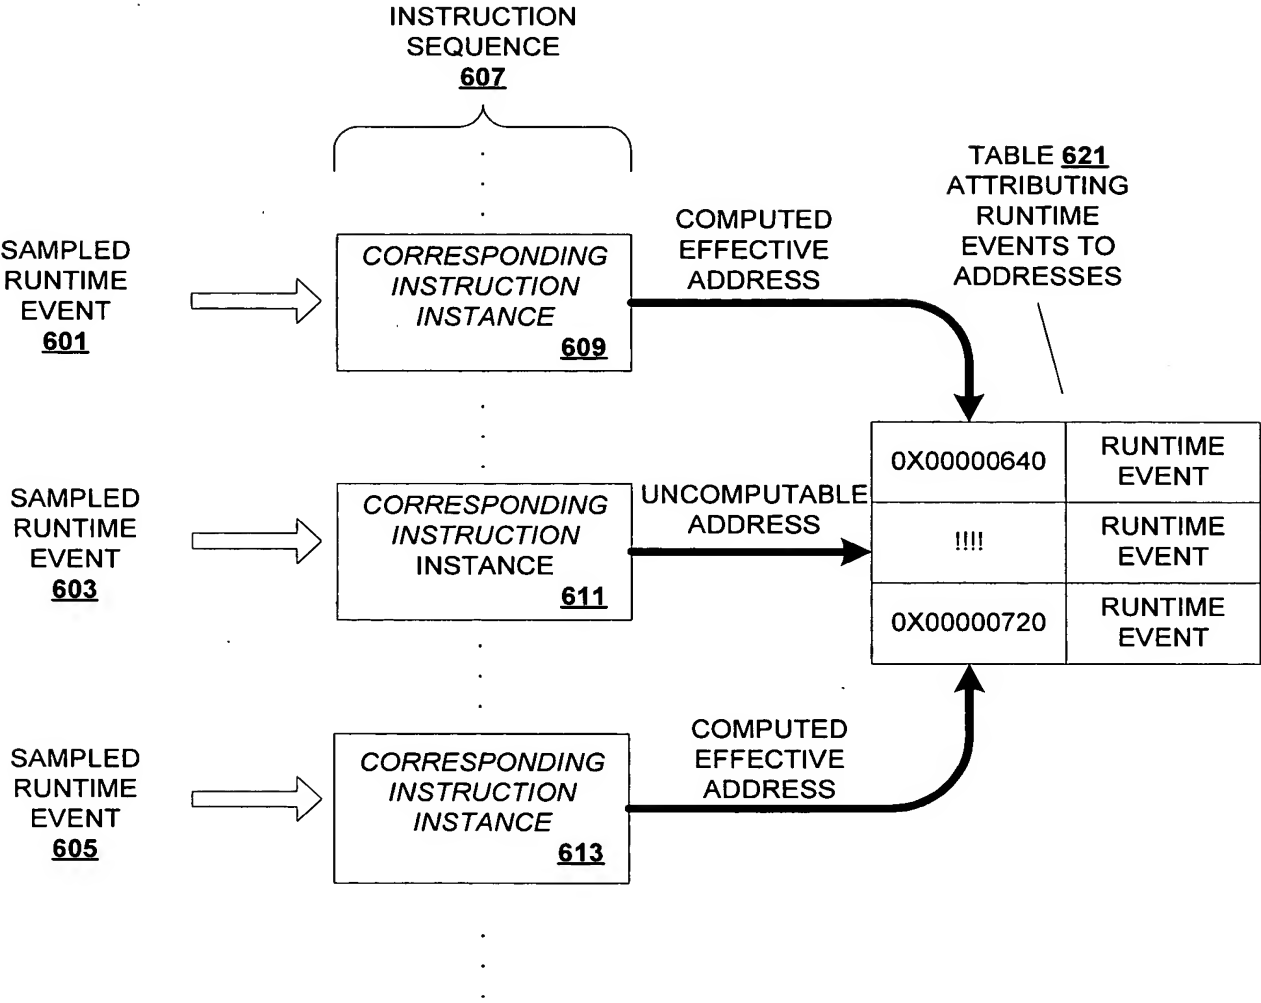 INSTRUCTION
SEQUENCE
607
TABLE 621
ATTRIBUTING
RUNTIME
EVENTS TO
ADDRESSES
SAMPLED
RUNTIME
EVENT
601
CORRESPONDING
INSTRUCTION
INSTANCE
609
COMPUTED
EFFECTIVE
ADDRESS
SAMPLED
RUNTIME
EVENT
603
CORRESPONDING
INSTRUCTION
INSTANCE
611
UNCOMPUTABLE
ADDRESS
0X00000640
RUNTIME
EVENT
!!!!
RUNTIME
EVENT
0X00000720
RUNTIME
EVENT
SAMPLED
RUNTIME
EVENT
605
CORRESPONDING
INSTRUCTION
INSTANCE
613
COMPUTED
EFFECTIVE
ADDRESS